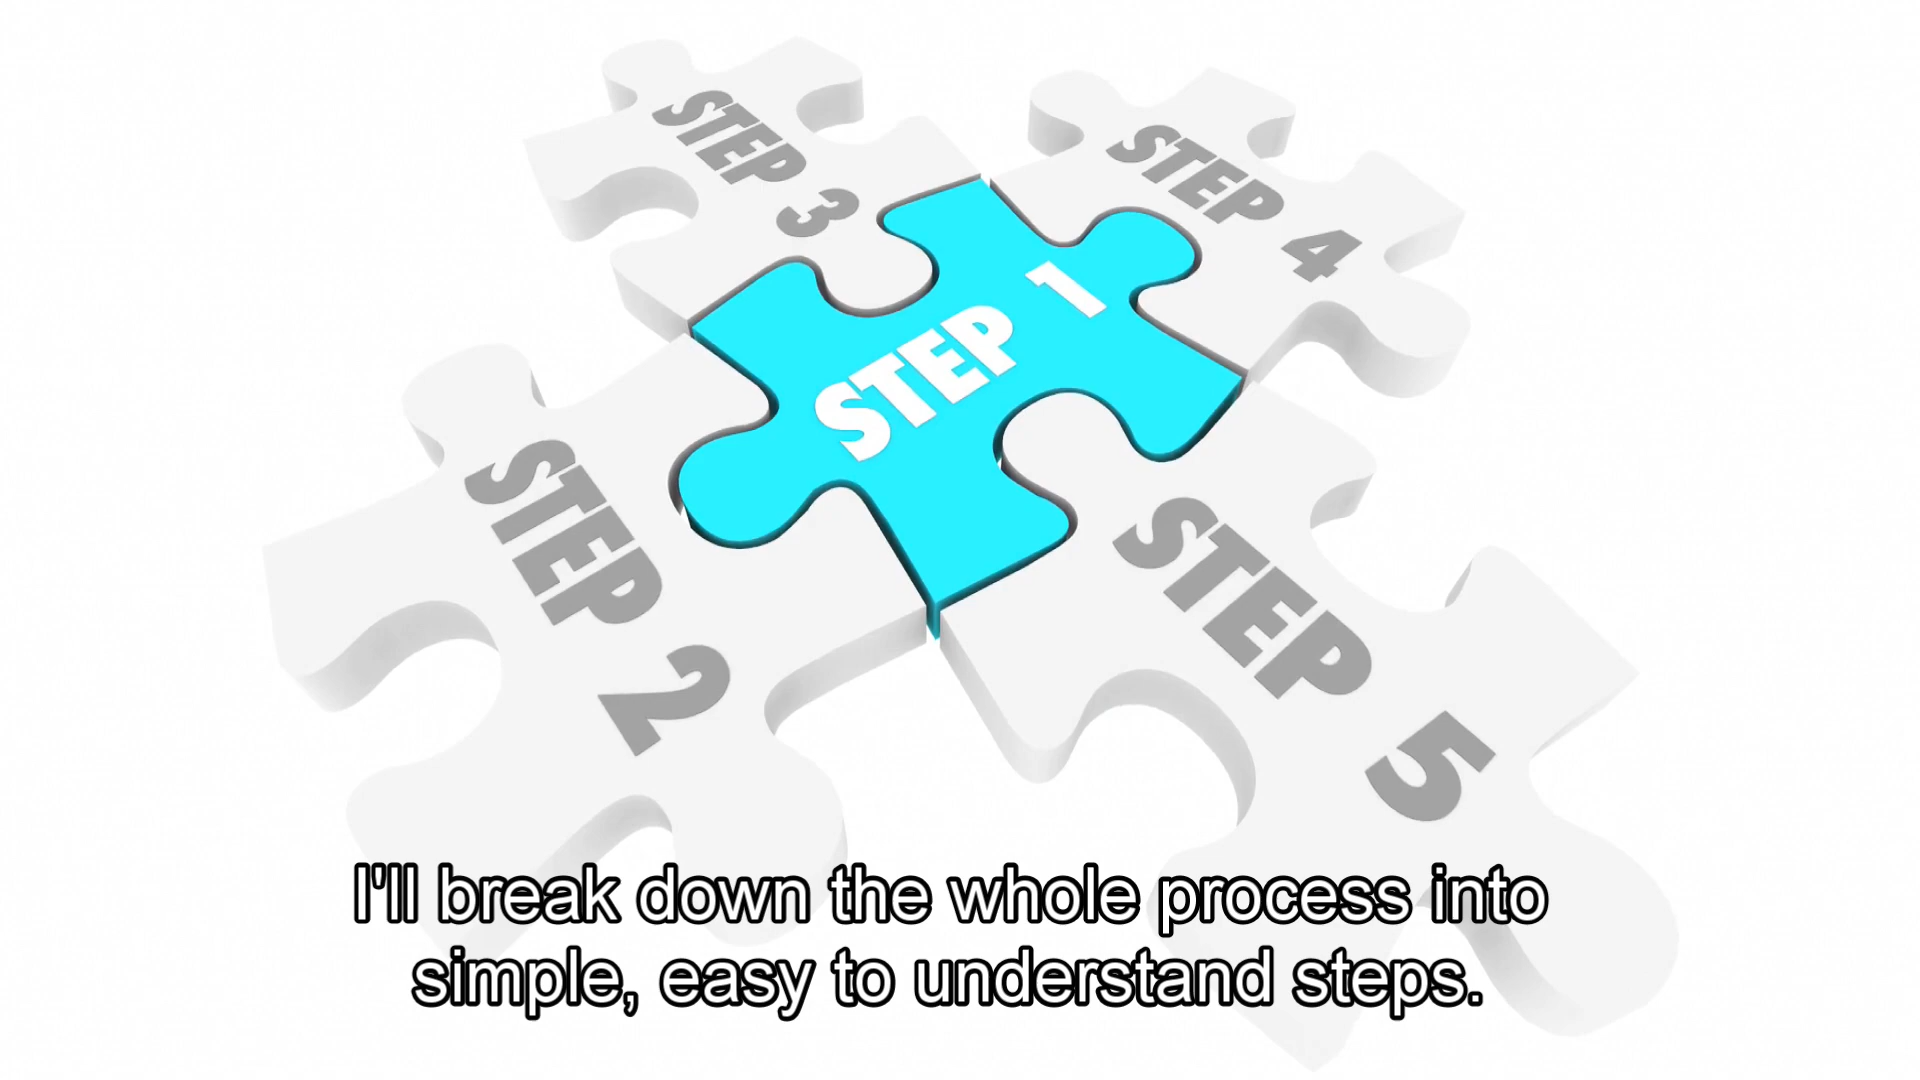 STEP 3
STEP 4
STEP 1
STEP 2
STEP 5
I'll break down the whole process into
simple, easy to understand steps.